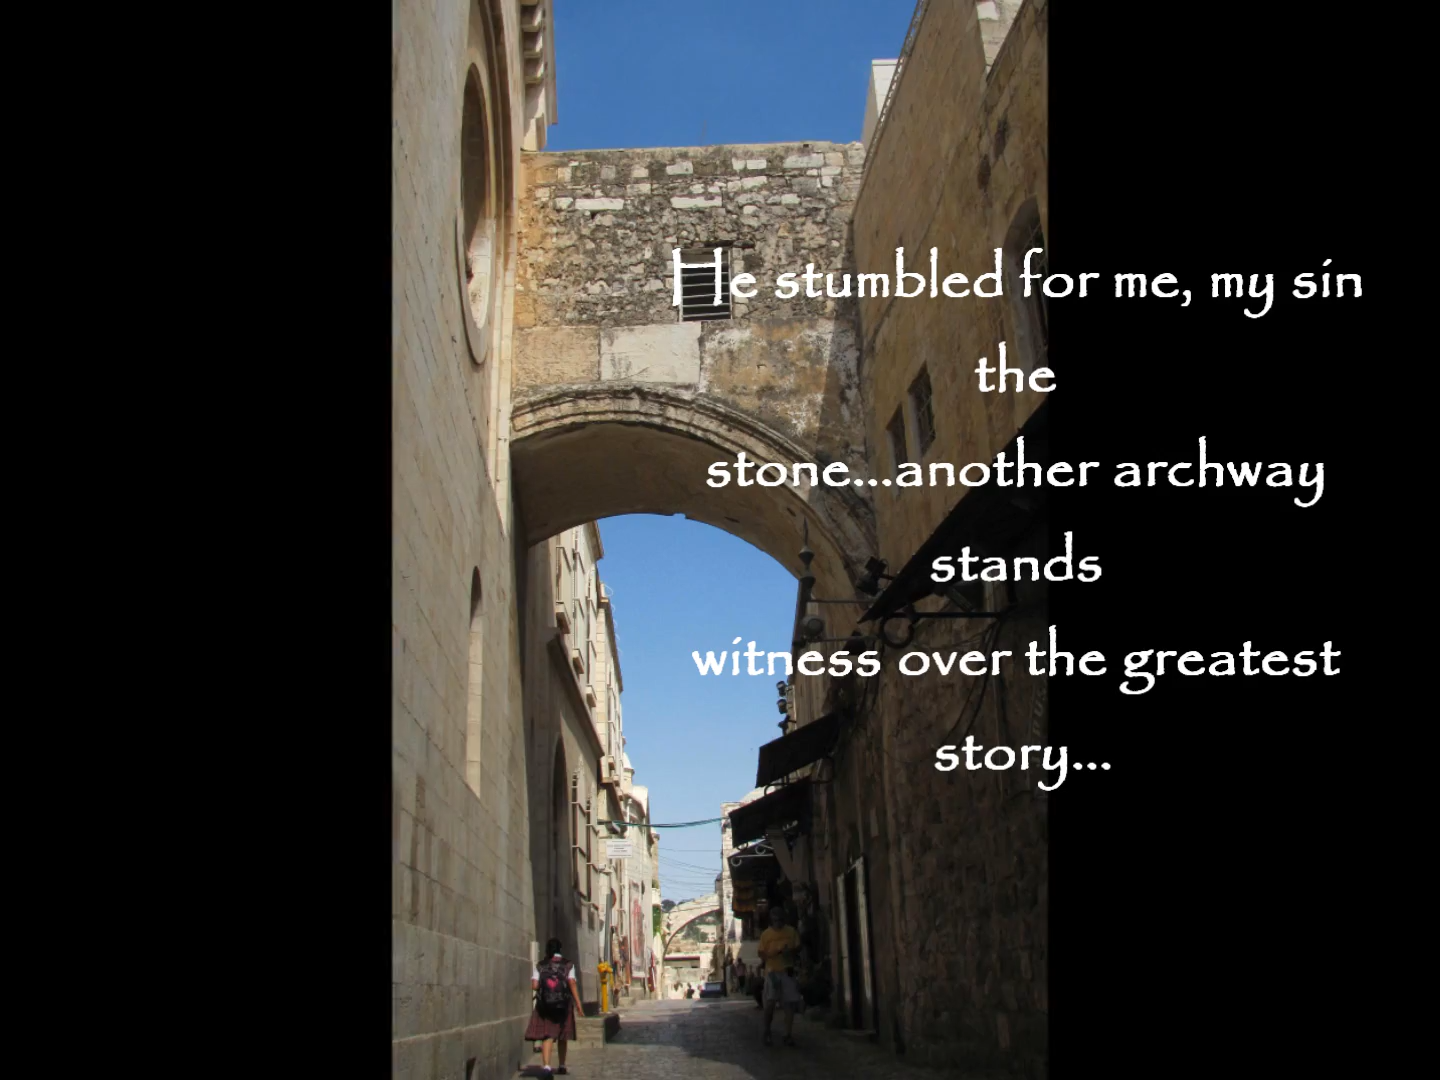 He stumbled for me, my sin
the
stone...another archway
stands
witness over the greatest
story...